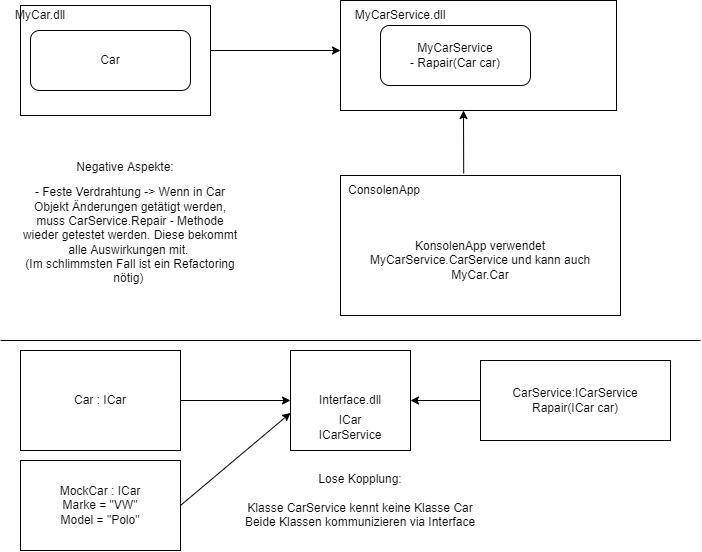 MyCar.dll
Car
MyCarService.dll
MyCarService
- Rapair(Car car)
Negative Aspekte:
- Feste Verdrahtung -> Wenn in Car
Objekt Änderungen getätigt werden,
muss CarService.Repair - Methode
wieder getestet werden. Diese bekommt
alle Auswirkungen mit.
(Im schlimmsten Fall ist ein Refactoring
nötig)
ConsolenApp
KonsolenApp verwendet
MyCarService.CarService und kann auch
MyCar.Car
Car : ICar
Interface.dll
ICar
ICarService
CarService:ICarService
Rapair(ICar car)
MockCar : ICar
Marke = "VW"
Model = "Polo"
Lose Kopplung:
Klasse CarService kennt keine Klasse Car
Beide Klassen kommunizieren via Interface